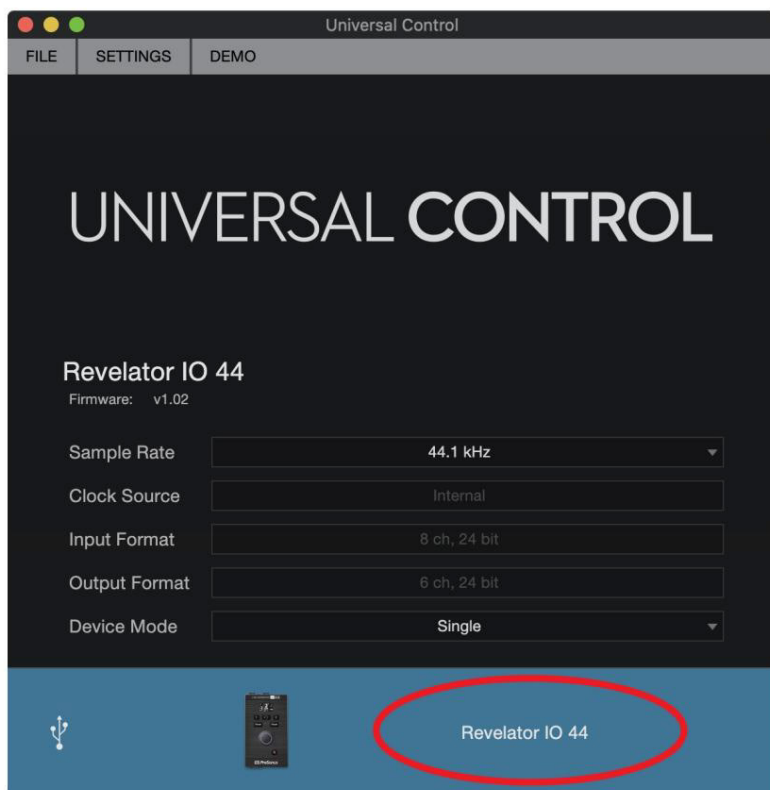 Universal Control
FILE SETTINGS DEMO
UNIVERSAL CONTROL
Revelator IO 44
Firmware: v1.02
Sample Rate 44.1 kHz
Clock Source Internal
Input Format 8 ch, 24 bit
Output Format 6 ch, 24 bit
Device Mode Single
PreSonus
Revelator IO 44